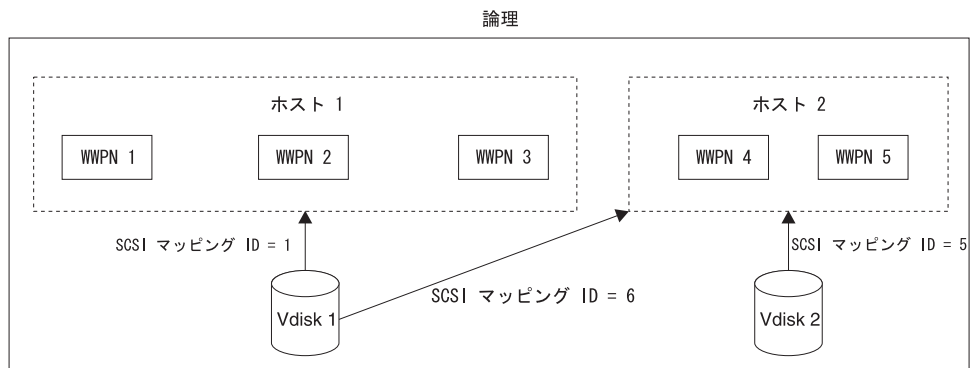 論理
ホスト 1
ホスト 2
WWPN 1
WWPN 2
WWPN 3
WWPN 4
WWPN 5
SCSI マッピング ID = 1
SCSI マッピング ID = 5
SCSI マッピング ID = 6
Vdisk 1
Vdisk 2